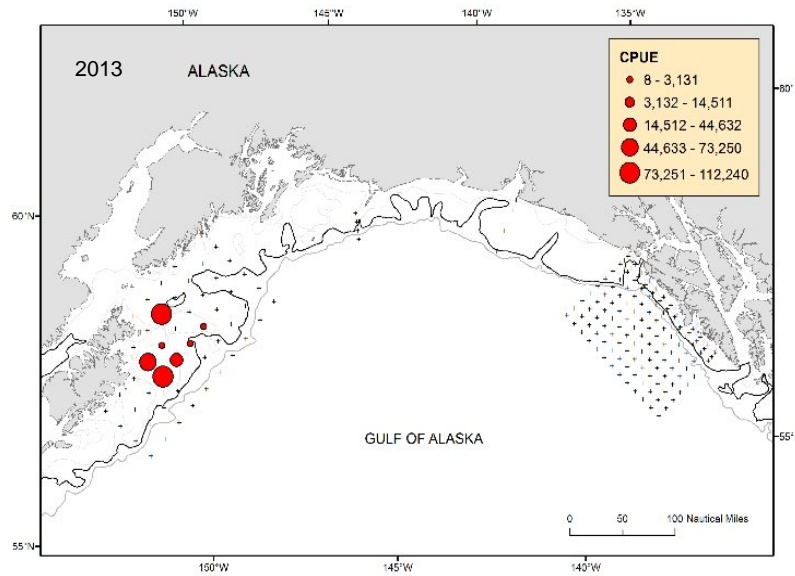 150°W 145°W 140°W 135°W
2013 ALASKA
CPUE
8 - 3,131
3,132 - 14,511
14,512 - 44,632
44,633 - 73,250
73,251 - 112,240
60°N
GULF OF ALASKA
55°
0 50 100 Nautical Miles
55°N
150°W 145°W 140°W